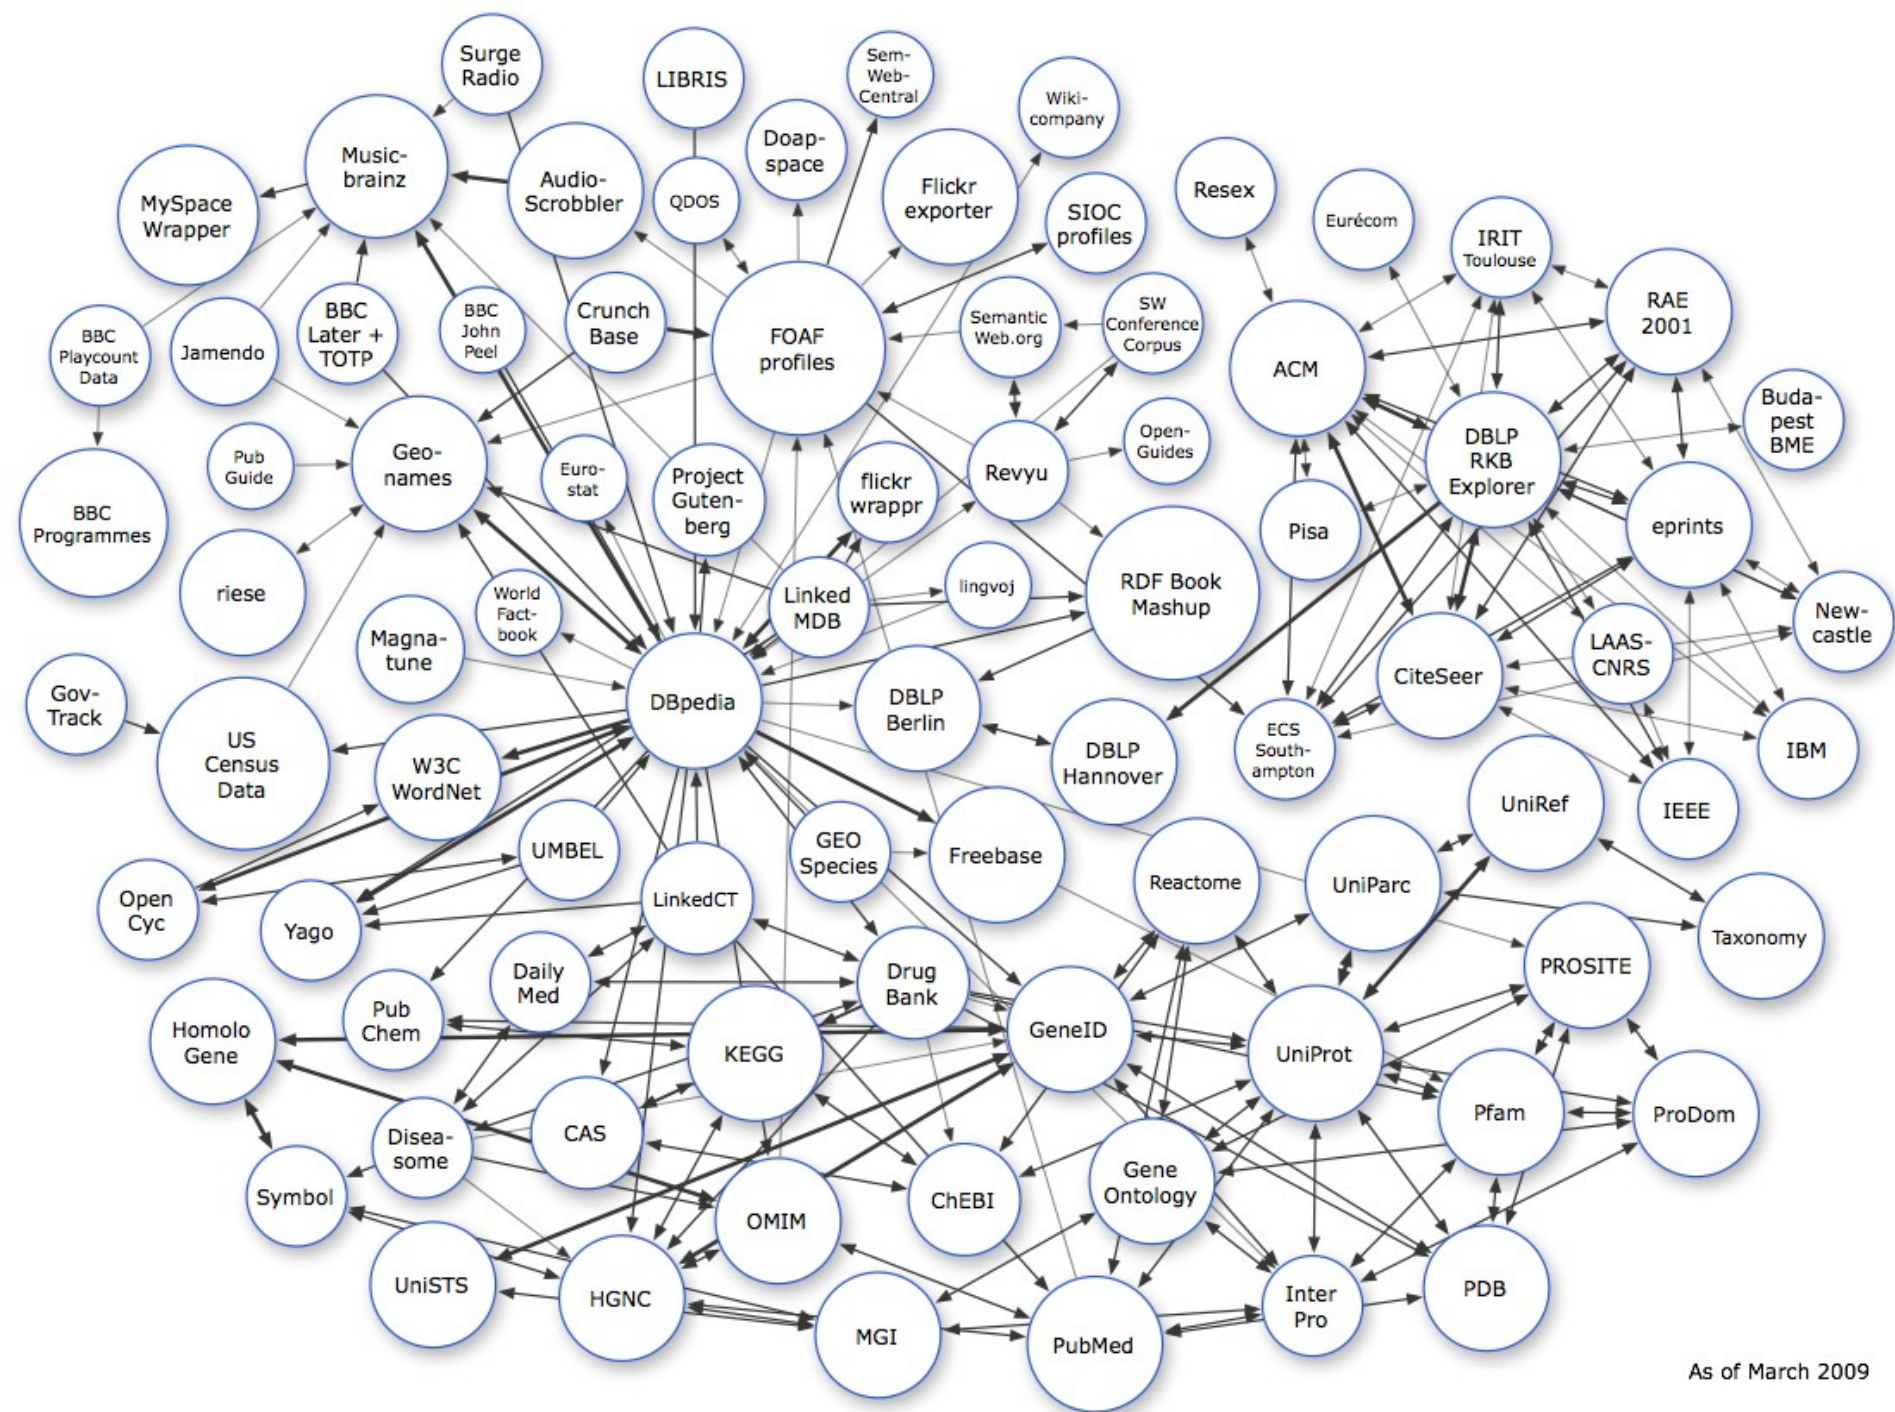 Surge
Radio
LIBRIS
Sem-
Web-
Central
Wiki-
company
Doap-
space
Music-
brainz
Audio-
Scrobbler
QDOS
Flickr
exporter
SIOC
profiles
MySpace
Wrapper
Resex
Eurécom
IRIT
Toulouse
RAE
2001
BBC
Playcount
Data
Jamendo
BBC
Later +
TOTP
BBC
John
Peel
Crunch
Base
FOAF
profiles
Semantic
Web.org
SW
Conference
Corpus
ACM
Buda-
pest
BME
Pub
Guide
Geo-
names
Euro-
stat
Project
Guten-
berg
flickr
wrappr
Revyu
Open-
Guides
DBLP
RKB
Explorer
BBC
Programmes
Pisa
eprints
riese
World
Fact-
book
Linked
MDB
lingvoj
RDF Book
Mashup
New-
castle
Magna-
tune
LAAS-
CNRS
Gov-
Track
DBpedia
DBLP
Berlin
CiteSeer
US
Census
Data
W3C
WordNet
DBLP
Hannover
ECS
South-
ampton
IBM
UMBEL
GEO
Species
Freebase
UniRef
IEEE
Open
Cyc
Yago
LinkedCT
Reactome
UniParc
Taxonomy
Daily
Med
Drug
Bank
PROSITE
Homolo
Gene
Pub
Chem
KEGG
GeneID
UniProt
Disea-
some
CAS
Pfam
ProDom
Symbol
OMIM
ChEBI
Gene
Ontology
UniSTS
HGNC
MGI
PubMed
Inter
Pro
PDB
As of March 2009